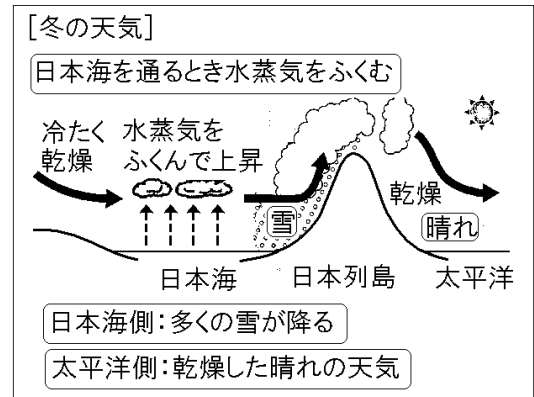 [冬の天気]
日本海を通るとき水蒸気をふくむ
冷たく
乾燥
水蒸気を
ふくんで上昇
雪
乾燥
晴れ
日本海
日本列島
太平洋
日本海側:多くの雪が降る
太平洋側:乾燥した晴れの天気